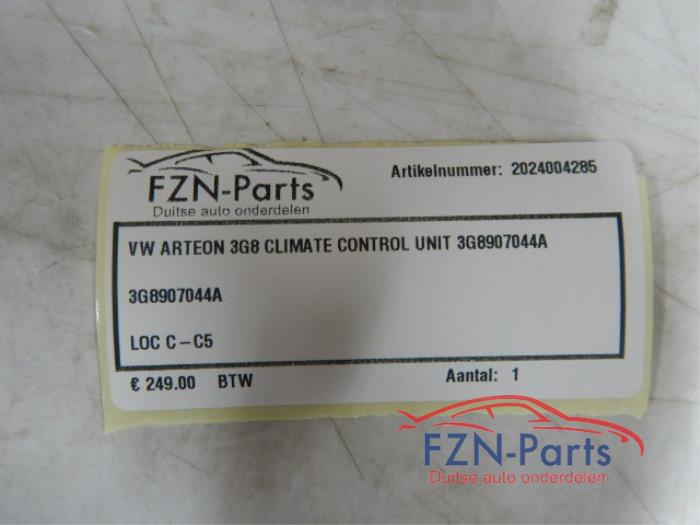 FZN-Parts
Duitse auto onderdelen
Artikelnummer: 2024004285
VW ARTEON 3G8 CLIMATE CONTROL UNIT 3G8907044A
3G8907044A
LOC C-C5
€ 249.00 BTW
Aantal: 1
FZN-Parts
Duitse auto onderdelen